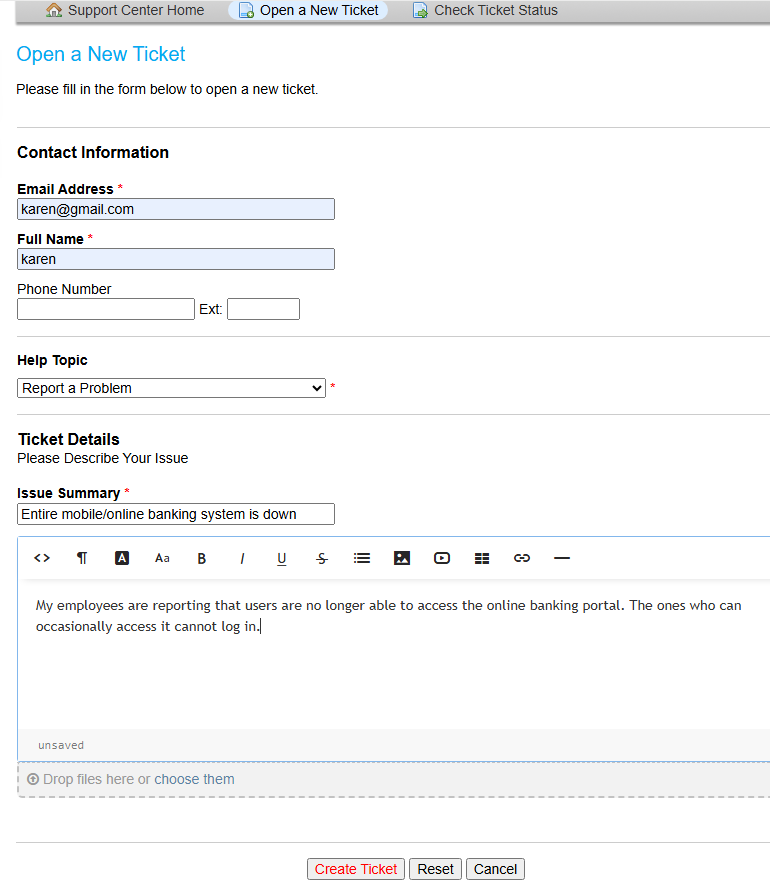 Support Center Home Open a New Ticket Check Ticket Status
Open a New Ticket
Please fill in the form below to open a new ticket.
Contact Information
Email Address *
karen@gmail.com
Full Name *
karen
Phone Number
Ext:
Help Topic
Report a Problem *
Ticket Details
Please Describe Your Issue
Issue Summary *
Entire mobile/online banking system is down
<> ¶ A Aa B I U S
My employees are reporting that users are no longer able to access the online banking portal. The ones who can
occasionally access it cannot log in.
unsaved
Drop files here or choose them
Create Ticket Reset Cancel